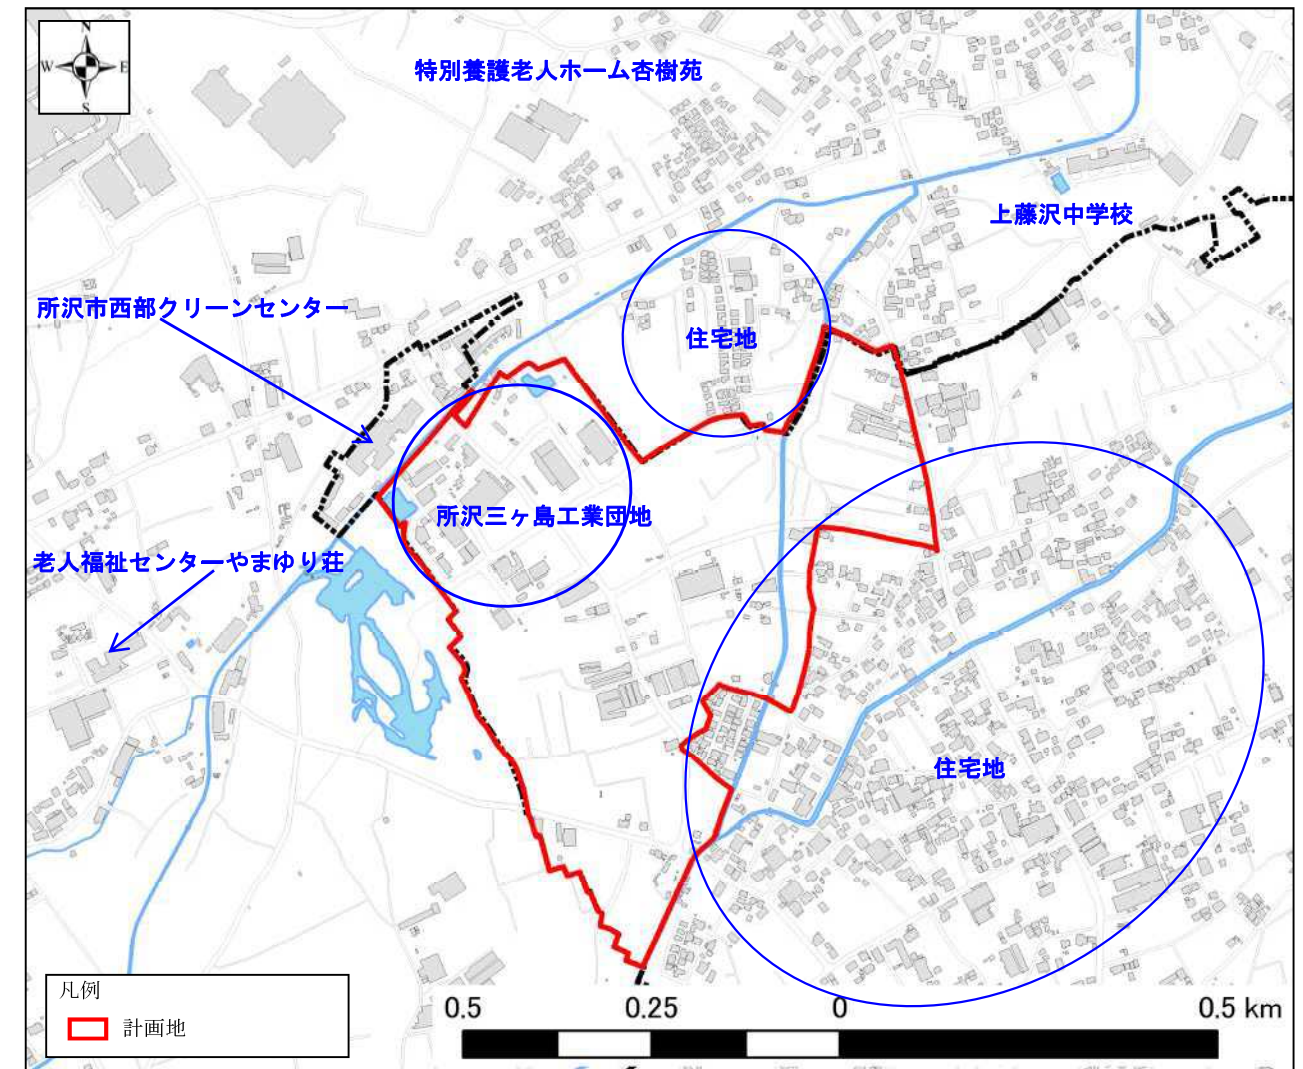 N
W E
S
特別養護老人ホーム杏樹苑
上藤沢中学校
所沢市西部クリーンセンター
住宅地
所沢三ヶ島工業団地
老人福祉センターやまゆり荘
住宅地
凡例
計画地
0.5 0.25 0 0.5 km